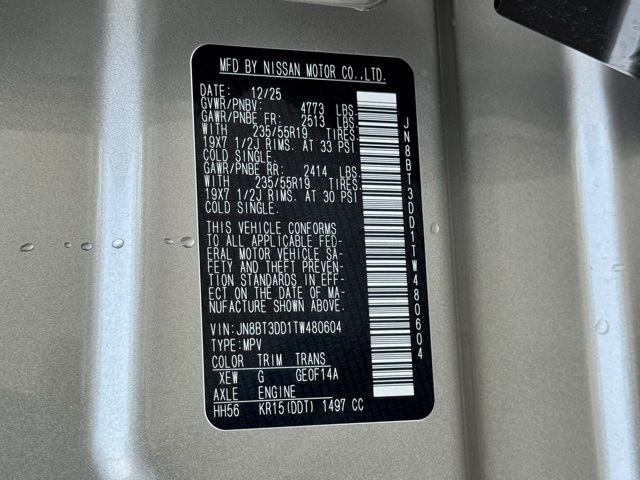 MFD BY NISSAN MOTOR CO.,LTD.
DATE: 12/25
GVWR/PNBV: 4773 LBS.
GAWR/PNBE FR: 2513 LBS.
WITH 235/55R19 TIRES.
19X7 1/2J RIMS. AT 33 PSI
COLD SINGLE.
GAWR/PNBE RR: 2414 LBS.
WITH 235/55R19 TIRES.
19X7 1/2J RIMS. AT 30 PSI
COLD SINGLE.
THIS VEHICLE CONFORMS
TO ALL APPLICABLE FED-
ERAL MOTOR VEHICLE SA-
FETY AND THEFT PREVEN-
TION STANDARDS IN EFF-
ECT ON THE DATE OF MA-
NUFACTURE SHOWN ABOVE.
VIN:JN8BT3DD1TW480604
TYPE:MPV
COLOR TRIM TRANS
XEW G GE0F14A
AXLE ENGINE
HH56 KR15(DDT) 1497 CC
JN8BT3DD1TW480604